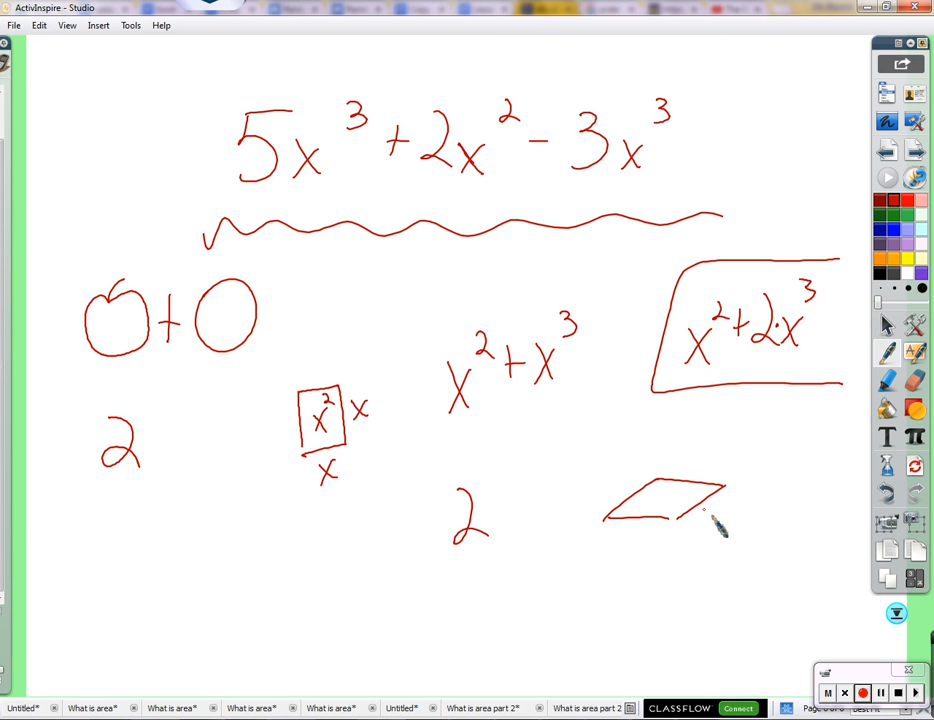 ActivInspire - Studio
File Edit View Insert Tools Help
5x³ + 2x² - 3x³
+
x² + x³
x² + 2·x³
x² x
x
2
2
M
Untitled* What is area* What is area* What is area* What is area* Untitled* What is area part 2* What is area part 2
CLASSFLOW Connect